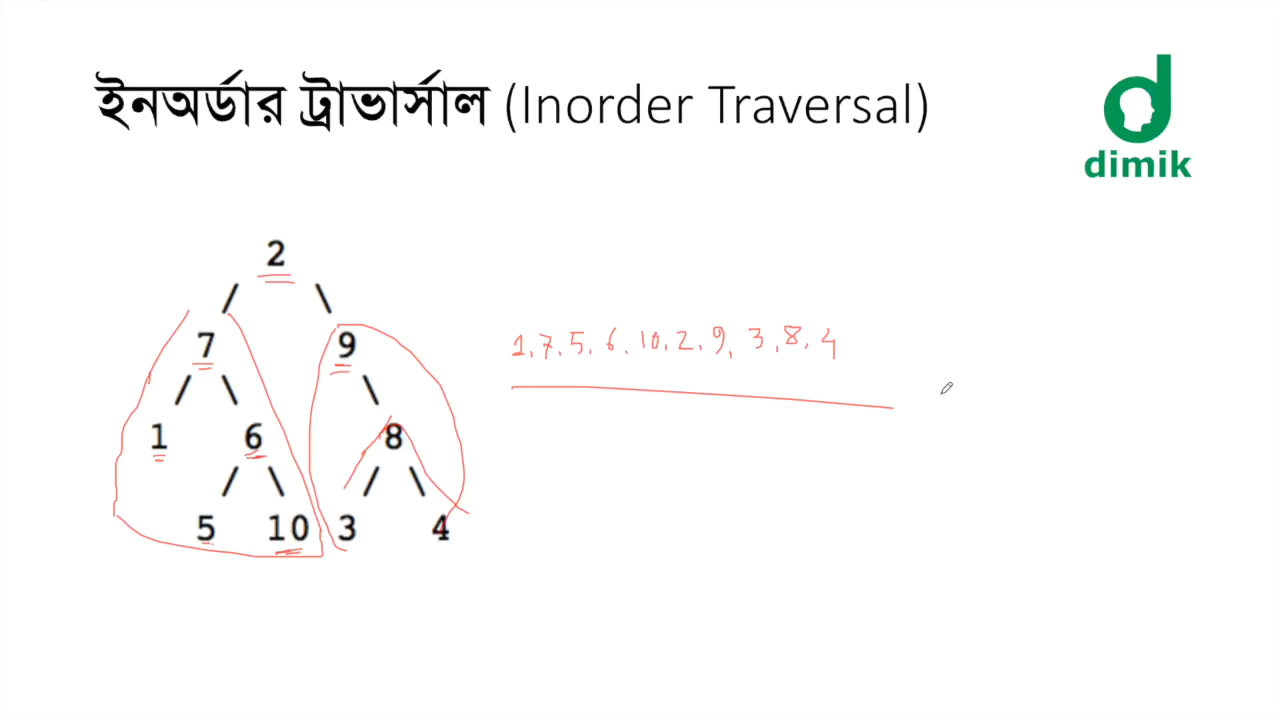 ইনঅর্ডার ট্রাভার্সাল (Inorder Traversal)
dimik
2
/ \
7 9
/ \ \
1 6 8
/ \ / \
5 10 3 4
1, 7, 5, 6, 10, 2, 9, 3, 8, 4